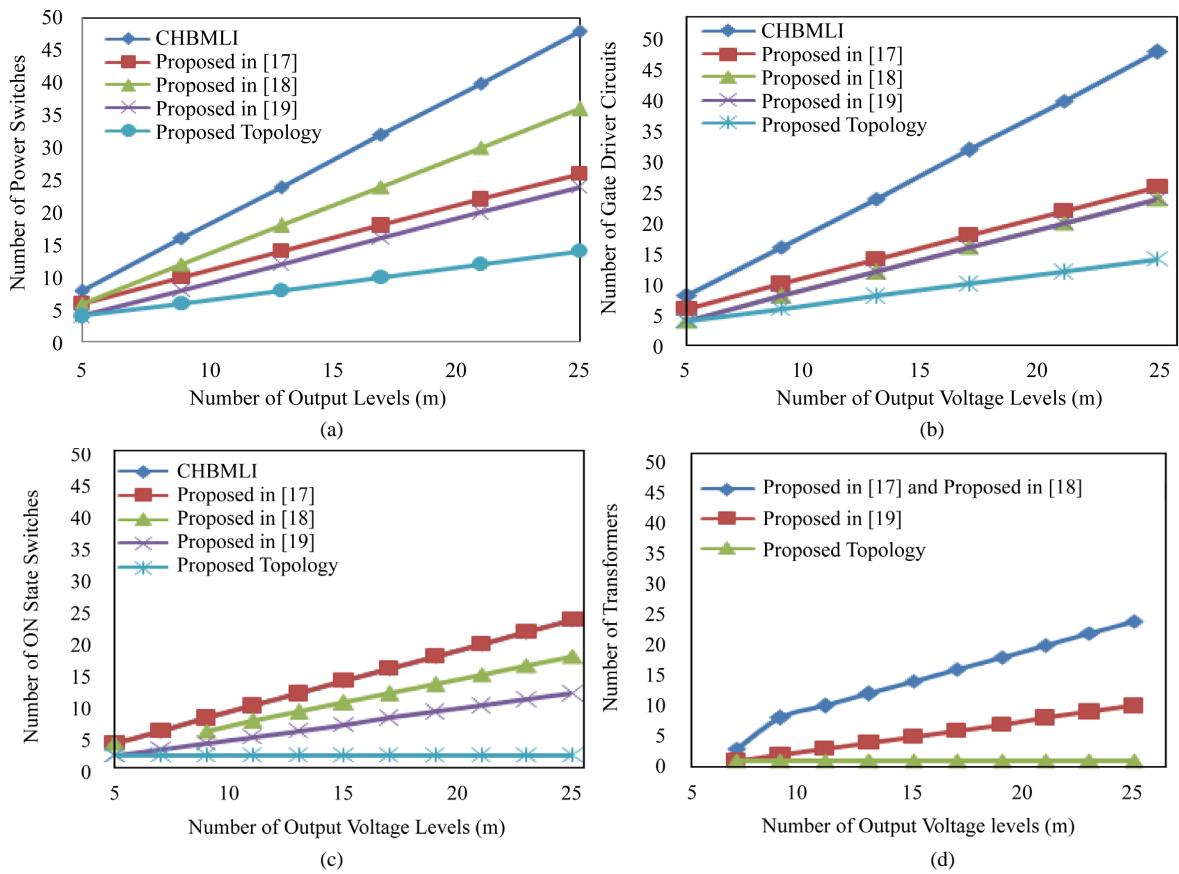 50
45
40
35
30
25
20
15
10
5
0
Number of Power Switches
CHBMLI
Proposed in [17]
Proposed in [18]
Proposed in [19]
Proposed Topology
5
10
15
20
25
Number of Output Levels (m)
(a)
50
45
40
35
30
25
20
15
10
5
0
Number of Gate Driver Circuits
CHBMLI
Proposed in [17]
Proposed in [18]
Proposed in [19]
Proposed Topology
5
10
15
20
25
Number of Output Voltage Levels (m)
(b)
50
45
40
35
30
25
20
15
10
5
0
Number of ON State Switches
CHBMLI
Proposed in [17]
Proposed in [18]
Proposed in [19]
Proposed Topology
5
10
15
20
25
Number of Output Voltage Levels (m)
(c)
50
45
40
35
30
25
20
15
10
5
0
Number of Transformers
Proposed in [17] and Proposed in [18]
Proposed in [19]
Proposed Topology
5
10
15
20
25
Number of Output Voltage levels (m)
(d)